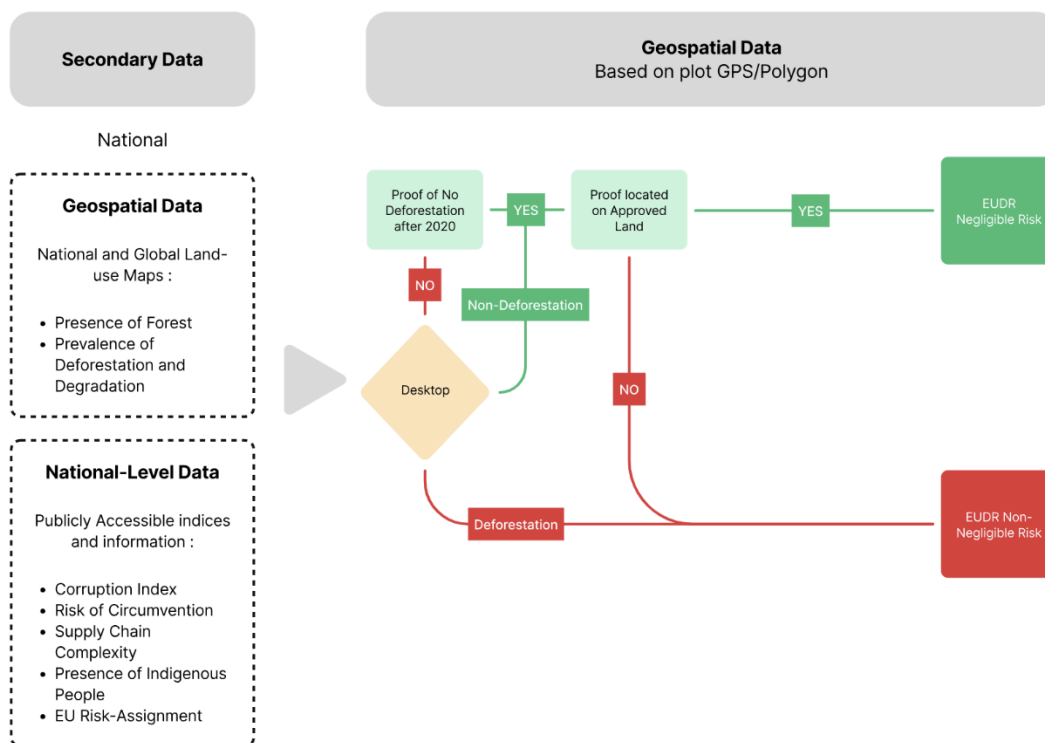 Secondary Data
National
Geospatial Data
National and Global Land-
use Maps :
• Presence of Forest
• Prevalence of
Deforestation and
Degradation
National-Level Data
Publicly Accessible indices
and information :
• Corruption Index
• Risk of Circumvention
• Supply Chain
Complexity
• Presence of Indigenous
People
• EU Risk-Assignment
Geospatial Data
Based on plot GPS/Polygon
Proof of No
Deforestation
after 2020
YES
Proof located
on Approved
Land
YES
EUDR
Negligible Risk
NO
Non-Deforestation
Desktop
NO
Deforestation
EUDR Non-
Negligible Risk